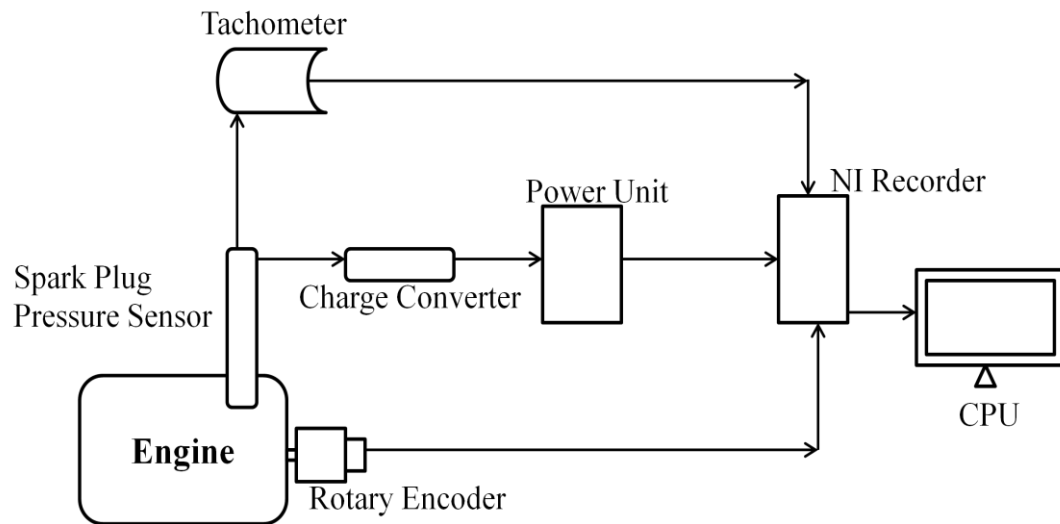 Tachometer
Power Unit
NI Recorder
Spark Plug
Pressure Sensor
Charge Converter
CPU
Engine
Rotary Encoder